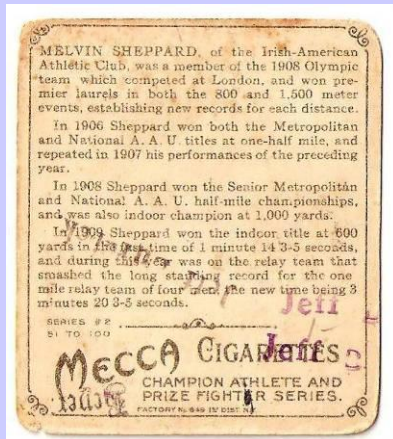 MELVIN SHEPPARD, of the Irish-American
Athletic Club, was a member of the 1908 Olympic
team which competed at London, and won pre-
mier laurels in both the 800 and 1,500 meter
events, establishing new records for each distance.
In 1906 Sheppard won both the Metropolitan
and National A. A. U. titles at one-half mile, and
repeated in 1907 his performances of the preceding
year.
In 1908 Sheppard won the Senior Metropolitan
and National A. A. U. half-mile championships,
and was also indoor champion at 1,000 yards.
In 1909 Sheppard won the indoor title at 600
yards in the fast time of 1 minute 14 3-5 seconds,
and during this year was on the relay team that
smashed the long standing record for the one
mile relay team of four men, the new time being 3
minutes 20 3-5 seconds.
Jeff
SERIES # 2
51 TO 100
MECCA CIGARETTES
Jeff
CHAMPION ATHLETE AND
PRIZE FIGHTER SERIES.
FACTORY No 649 1st DIST. N.Y.